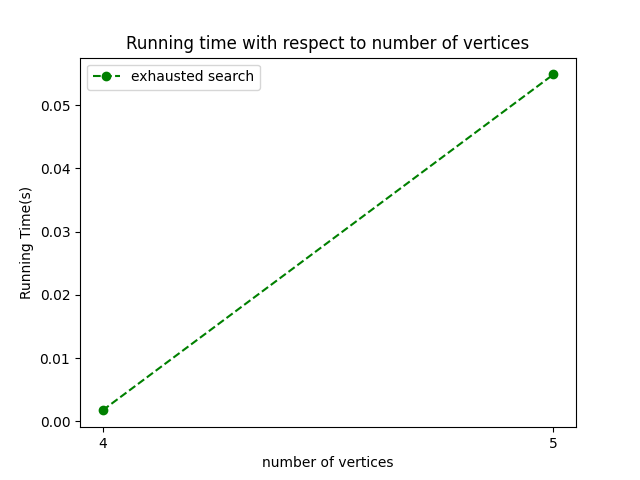 Running time with respect to number of vertices
exhausted search
Running Time(s)
0.05
0.04
0.03
0.02
0.01
0.00
4
5
number of vertices